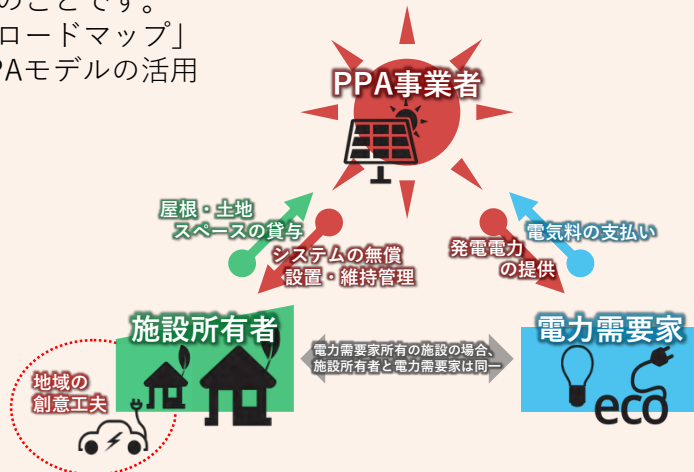 のことです。
ロードマップ」
PAモデルの活用
PPA事業者
屋根・土地
スペースの貸与
システムの無償
設置・維持管理
発電電力
の提供
電気料の支払い
施設所有者
電力需要家所有の施設の場合、
施設所有者と電力需要家は同一
電力需要家
地域の
創意工夫
eco